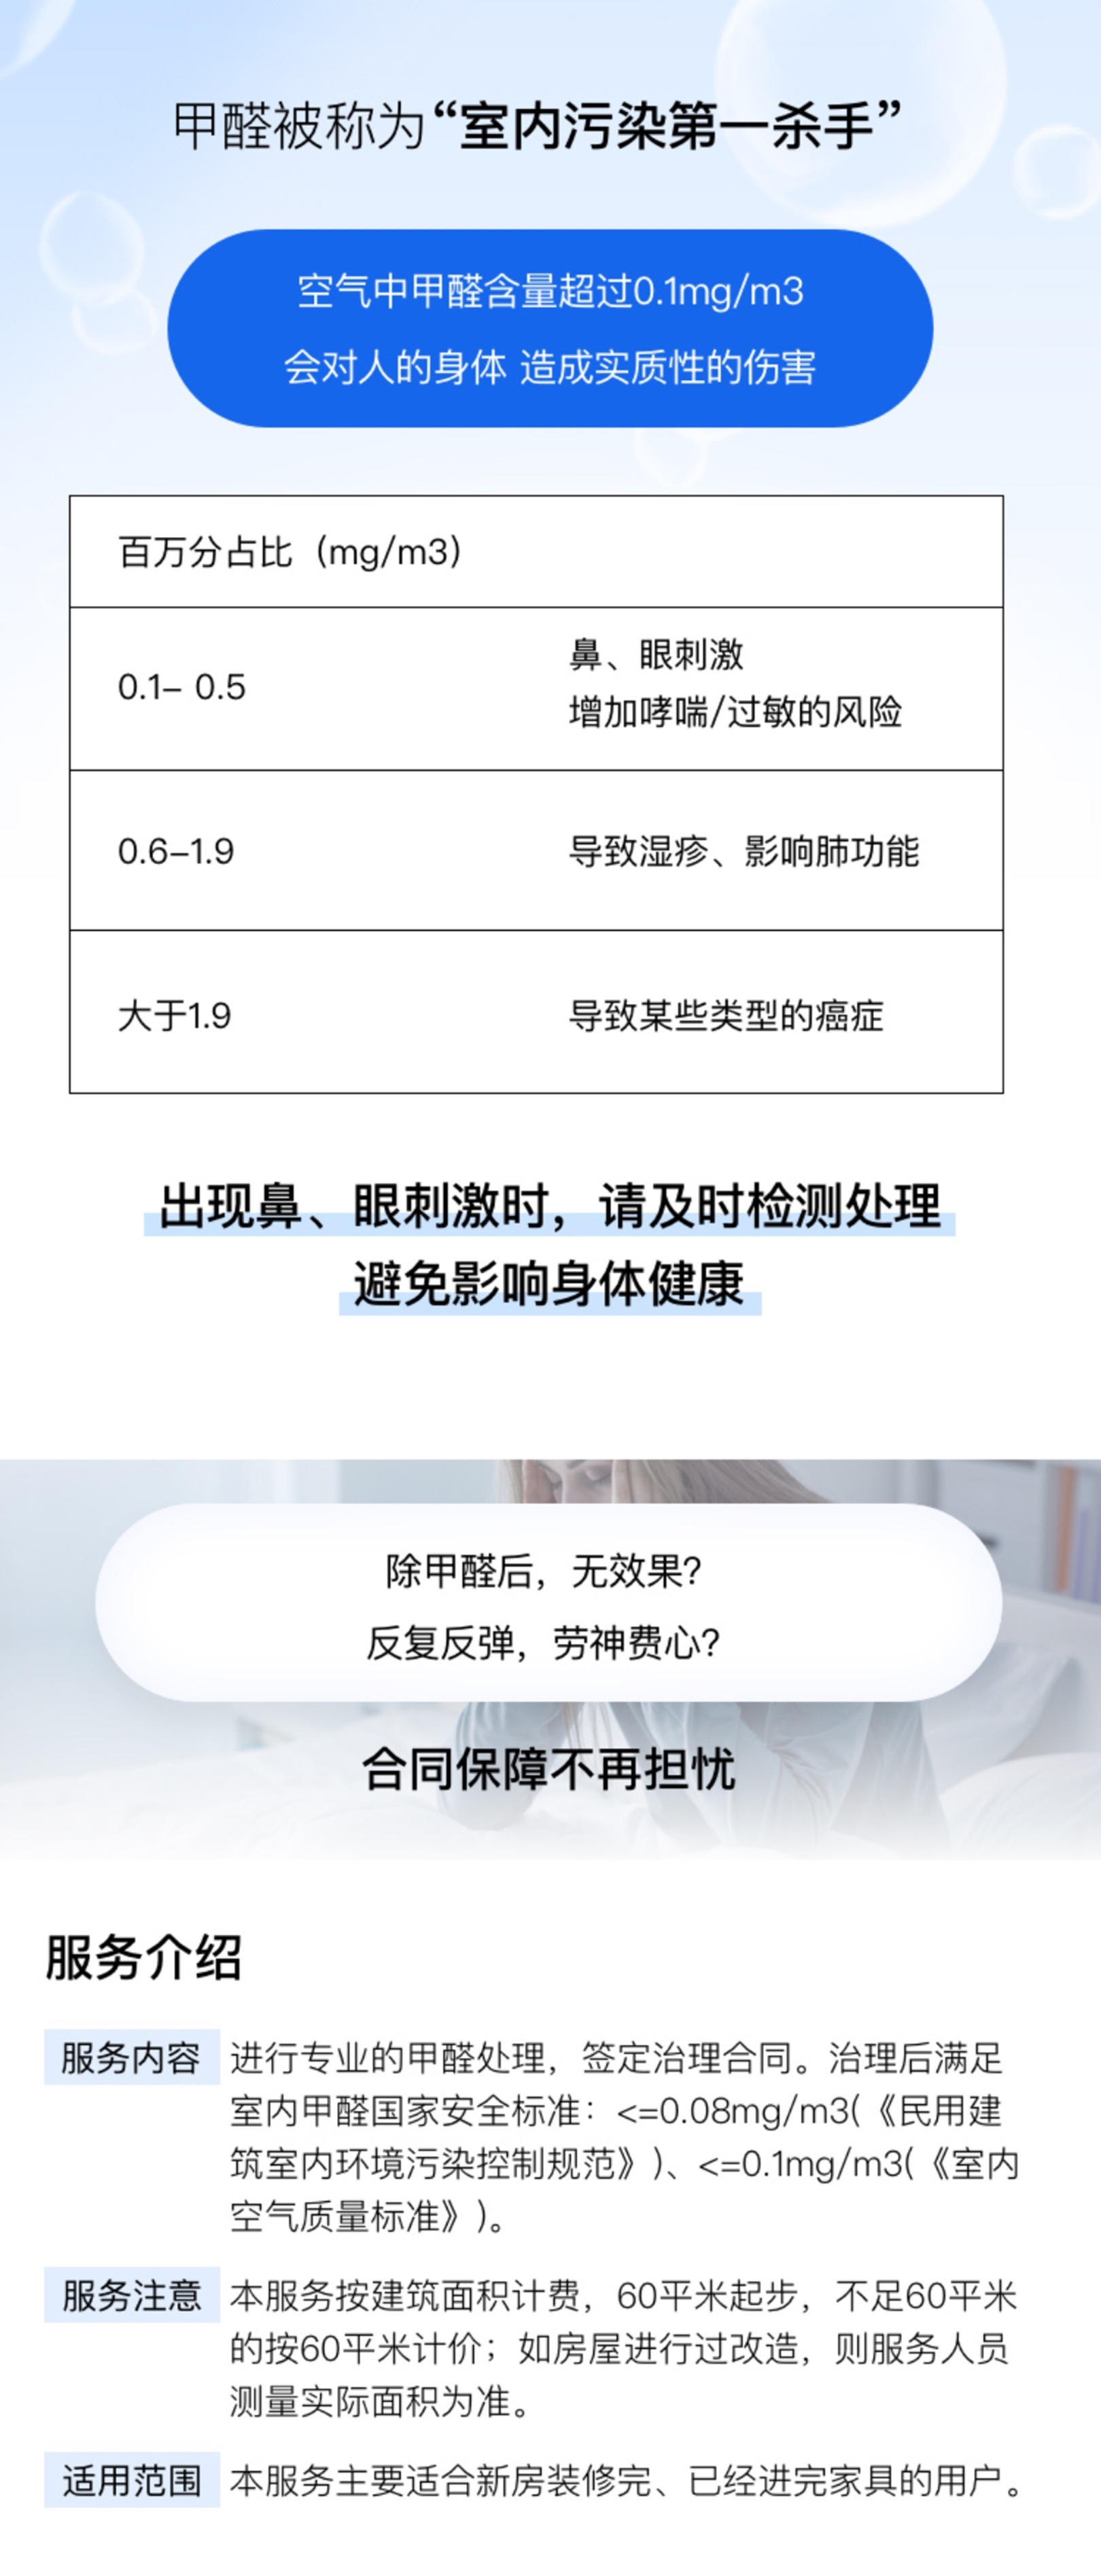 甲醛被称为“室内污染第一杀手”
空气中甲醛含量超过0.1mg/m3
会对人的身体 造成实质性的伤害
百万分占比（mg/m3）
0.1– 0.5
鼻、眼刺激
增加哮喘/过敏的风险
0.6–1.9
导致湿疹、影响肺功能
大于1.9
导致某些类型的癌症
出现鼻、眼刺激时，请及时检测处理
避免影响身体健康
除甲醛后，无效果？
反复反弹，劳神费心？
合同保障不再担忧
服务介绍
服务内容 进行专业的甲醛处理，签定治理合同。治理后满足
室内甲醛国家安全标准：<=0.08mg/m3(《民用建
筑室内环境污染控制规范》)、<=0.1mg/m3(《室内
空气质量标准》)。
服务注意 本服务按建筑面积计费，60平米起步，不足60平米
的按60平米计价；如房屋进行过改造，则服务人员
测量实际面积为准。
适用范围 本服务主要适合新房装修完、已经进完家具的用户。